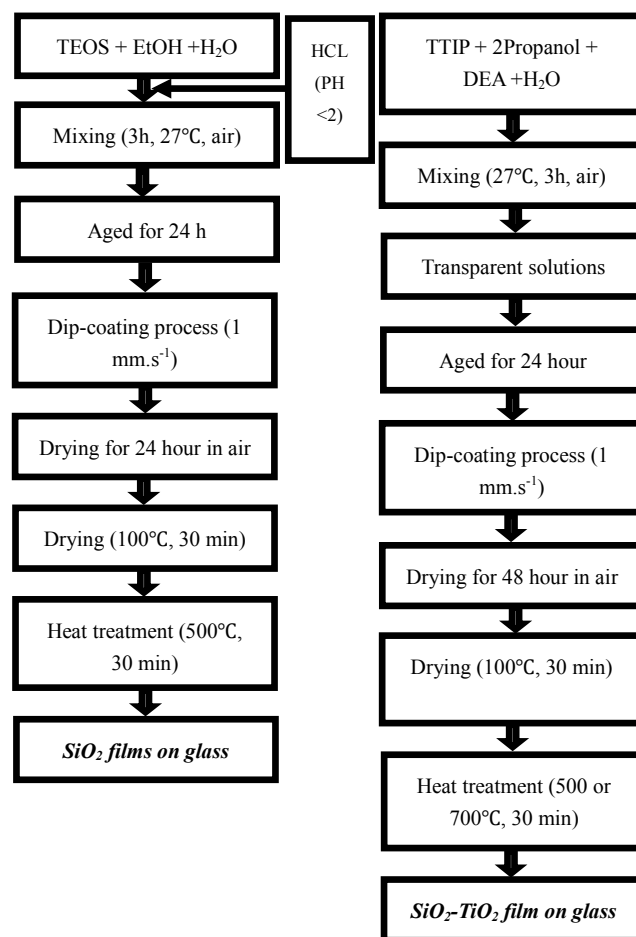 TEOS + EtOH +H₂O
Mixing (3h, 27℃, air)
Aged for 24 h
Dip-coating process (1
mm.s⁻¹)
Drying for 24 hour in air
Drying (100℃, 30 min)
Heat treatment (500℃,
30 min)
SiO₂ films on glass
HCL
(PH
<2)
TTIP + 2Propanol +
DEA +H₂O
Mixing (27℃, 3h, air)
Transparent solutions
Aged for 24 hour
Dip-coating process (1
mm.s⁻¹)
Drying for 48 hour in air
Drying (100℃, 30 min)
Heat treatment (500 or
700℃, 30 min)
SiO₂-TiO₂ film on glass